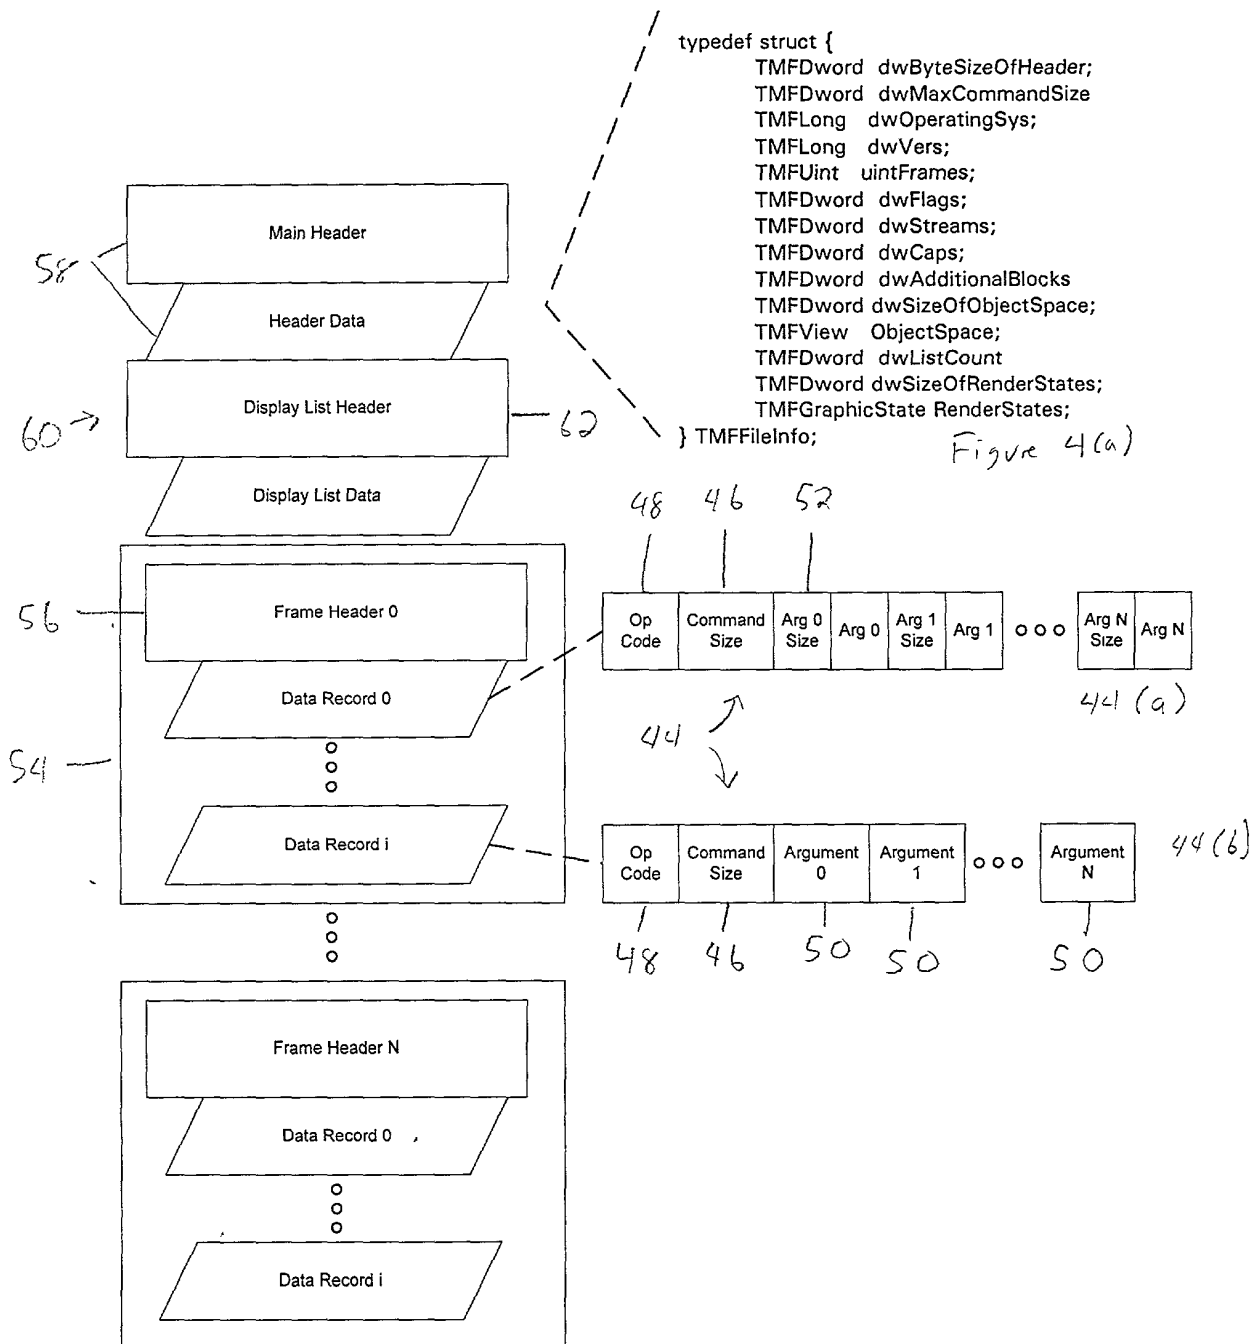 typedef struct {
TMFDword dwByteSizeOfHeader;
TMFDword dwMaxCommandSize
TMFLong dwOperatingSys;
TMFLong dwVers;
TMFUint uintFrames;
TMFDword dwFlags;
TMFDword dwStreams;
TMFDword dwCaps;
TMFDword dwAdditionalBlocks
TMFDword dwSizeOfObjectSpace;
TMFView ObjectSpace;
TMFDword dwListCount
TMFDword dwSizeOfRenderStates;
TMFGraphicState RenderStates;
} TMFFileInfo;
Figure 4(a)
Main Header
58
Header Data
Display List Header
60
62
Display List Data
48 46 52
56
Frame Header 0
Op Code
Command Size
Arg 0 Size
Arg 0
Arg 1 Size
Arg 1
Arg N Size
Arg N
Data Record 0
44 (a)
44
54
Data Record i
Op Code
Command Size
Argument 0
Argument 1
Argument N
44 (b)
48 46 50 50 50
Frame Header N
Data Record 0
Data Record i